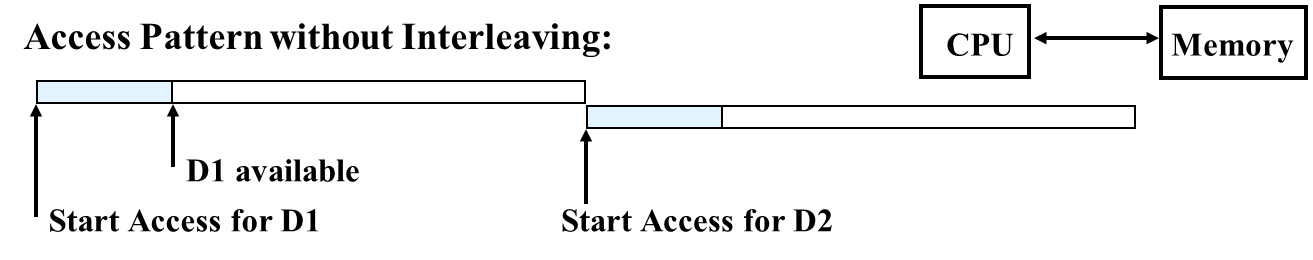 Access Pattern without Interleaving:
CPU
Memory
D1 available
Start Access for D1
Start Access for D2